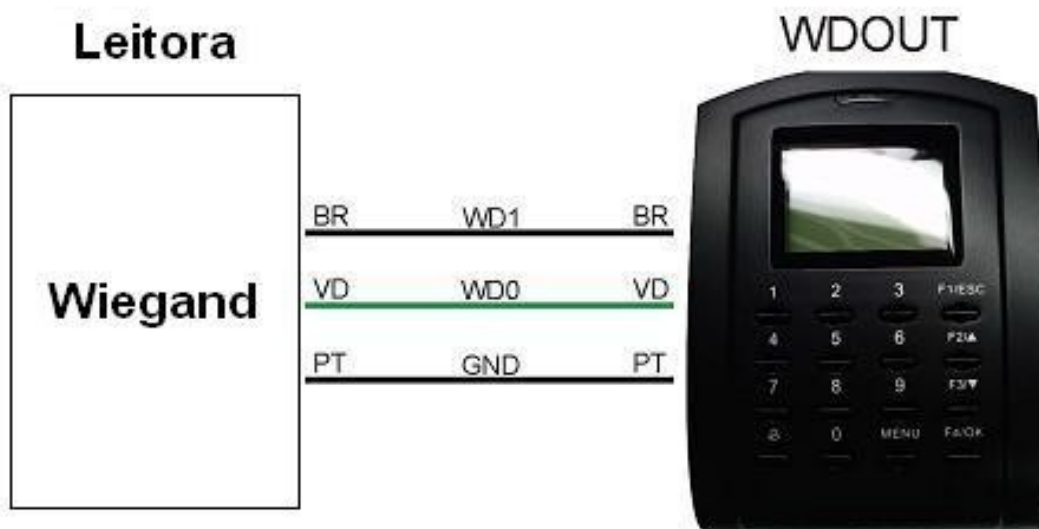 Leitora
WDOUT
Wiegand
BR WD1 BR
VD WD0 VD
PT GND PT
1 2 3 F1/ESC
4 5 6 F2/▲
7 8 9 F3/▼
0 MENU F4/OK